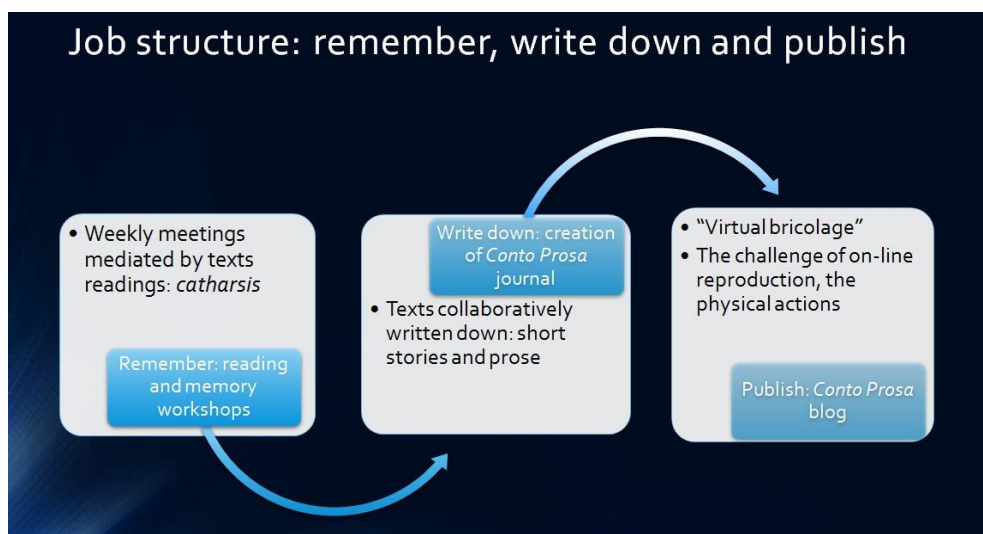 Job structure: remember, write down and publish
• Weekly meetings
mediated by texts
readings: catharsis
Remember: reading
and memory
workshops
Write down: creation
of Conto Prosa
journal
• Texts collaboratively
written down: short
stories and prose
• “Virtual bricolage”
• The challenge of on-line
reproduction, the
physical actions
Publish: Conto Prosa
blog